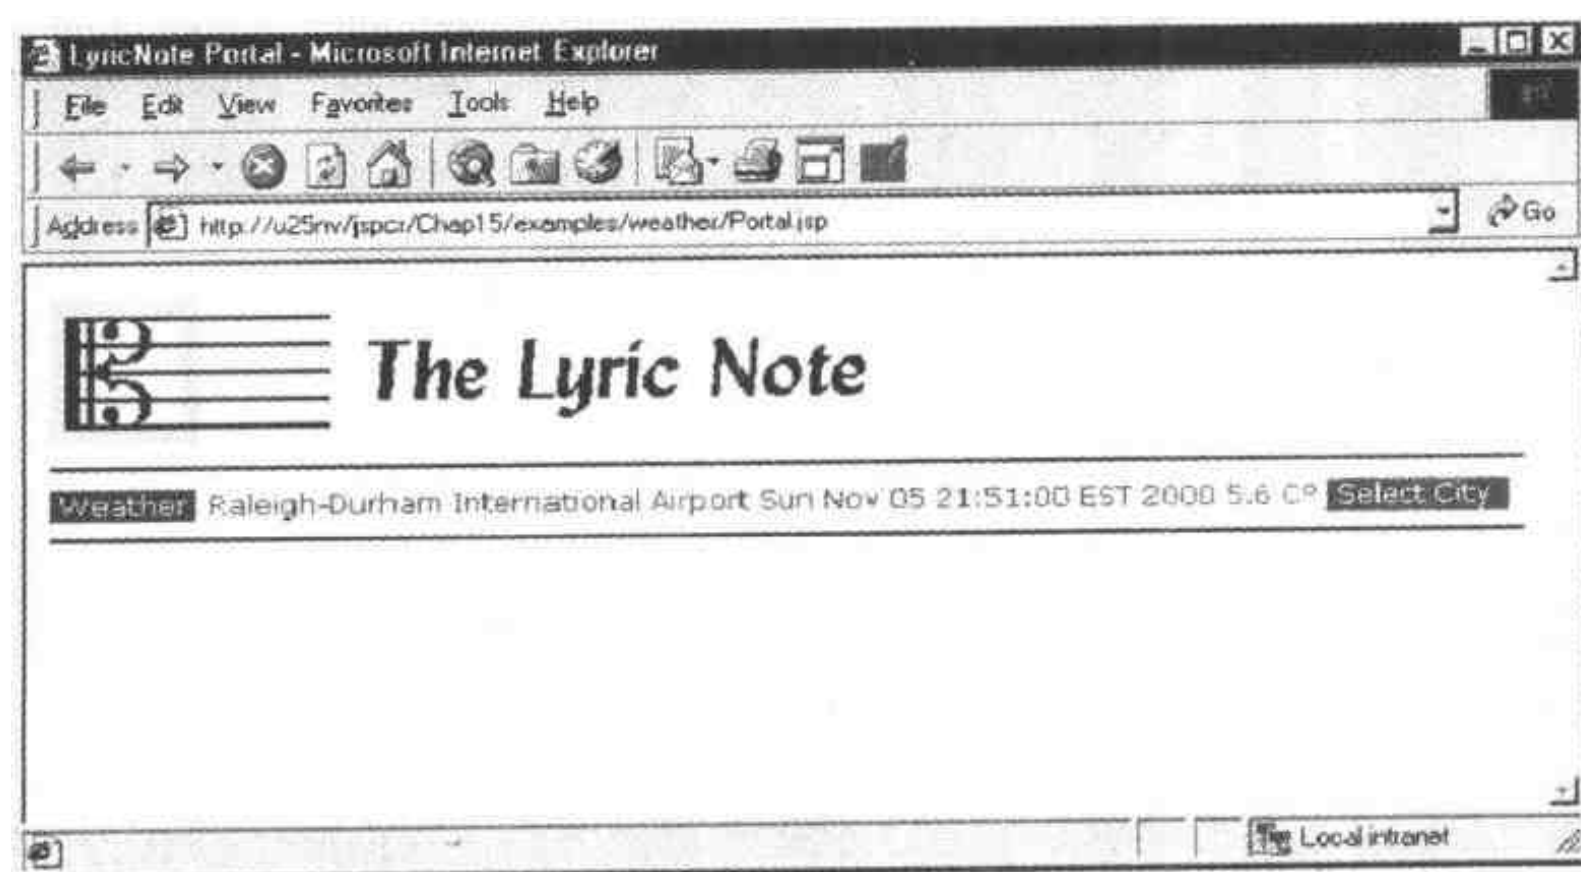 LyricNote Portal - Microsoft Internet Explorer
File Edit View Favorites Tools Help
Address http://u25nv/jspcr/Chap15/examples/weather/Portal.jsp Go
The Lyric Note
Weather Raleigh-Durham International Airport Sun Nov 05 21:51:00 EST 2000 5.6 C° Select City
Local intranet